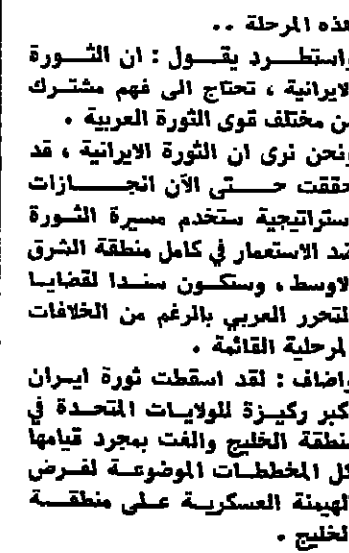 هذه المرحلة ..
واستطرد يقول : ان الثورة
الايرانية ، تحتاج الى فهم مشترك
من مختلف قوى الثورة العربية .
ونحن نرى ان الثورة الايرانية ، قد
حققت حتى الآن انجازات
ستراتيجية ستخدم مسيرة الثورة
ضد الاستعمار في كامل منطقة الشرق
الاوسط ، وستكون سندا لقضايا
التحرر العربي بالرغم من الخلافات
المرحلية القائمة .
واضاف : لقد اسقطت ثورة ايران
اكبر ركيزة للولايات المتحدة في
منطقة الخليج والغت بمجرد قيامها
كل المخططات الموضوعة لفرض
الهيمنة العسكرية على منطقة
الخليج .